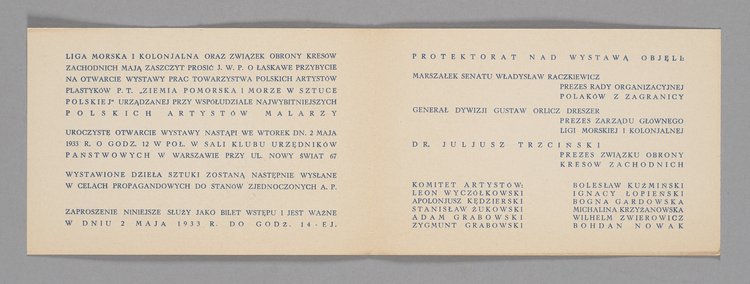 LIGA MORSKA I KOLONJALNA ORAZ ZWIĄZEK OBRONY KRESÓW
ZACHODNICH MAJĄ ZASZCZYT PROSIĆ J. W. P. O ŁASKAWE PRZYBYCIE
NA OTWARCIE WYSTAWY PRAC TOWARZYSTWA POLSKICH ARTYSTÓW
PLASTYKÓW P. T. „ZIEMIA POMORSKA I MORZE W SZTUCE
POLSKIEJ" URZĄDZANEJ PRZY WSPÓŁUDZIALE NAJWYBITNIEJSZYCH
POLSKICH ARTYSTÓW MALARZY
UROCZYSTE OTWARCIE WYSTAWY NASTĄPI WE WTOREK DN. 2 MAJA
1933 R. O GODZ. 12 W POŁ. W SALI KLUBU URZĘDNIKÓW
PAŃSTWOWYCH W WARSZAWIE PRZY UL. NOWY ŚWIAT 67
WYSTAWIONE DZIEŁA SZTUKI ZOSTANĄ NASTĘPNIE WYSŁANE
W CELACH PROPAGANDOWYCH DO STANÓW ZJEDNOCZONYCH A. P.
ZAPROSZENIE NINIEJSZE SŁUŻY JAKO BILET WSTĘPU I JEST WAŻNE
W DNIU 2 MAJA 1933 R. DO GODZ. 14-EJ.
PROTEKTORAT NAD WYSTAWĄ OBJĘLI:
MARSZAŁEK SENATU WŁADYSŁAW RACZKIEWICZ
PREZES RADY ORGANIZACYJNEJ
POLAKÓW Z ZAGRANICY
GENERAŁ DYWIZJI GUSTAW ORLICZ DRESZER
PREZES ZARZĄDU GŁÓWNEGO
LIGI MORSKIEJ I KOLONJALNEJ
DR. JULJUSZ TRZCIŃSKI
PREZES ZWIĄZKU OBRONY
KRESÓW ZACHODNICH
KOMITET ARTYSTÓW: BOLESŁAW KUŹMIŃSKI
LEON WYCZÓŁKOWSKI IGNACY ŁOPIEŃSKI
APOLONJUSZ KĘDZIERSKI BOGNA GARDOWSKA
STANISŁAW ŻUKOWSKI MICHALINA KRZYŻANOWSKA
ADAM GRABOWSKI WILHELM ZWIEROWICZ
ZYGMUNT GRABOWSKI BOHDAN NOWAK